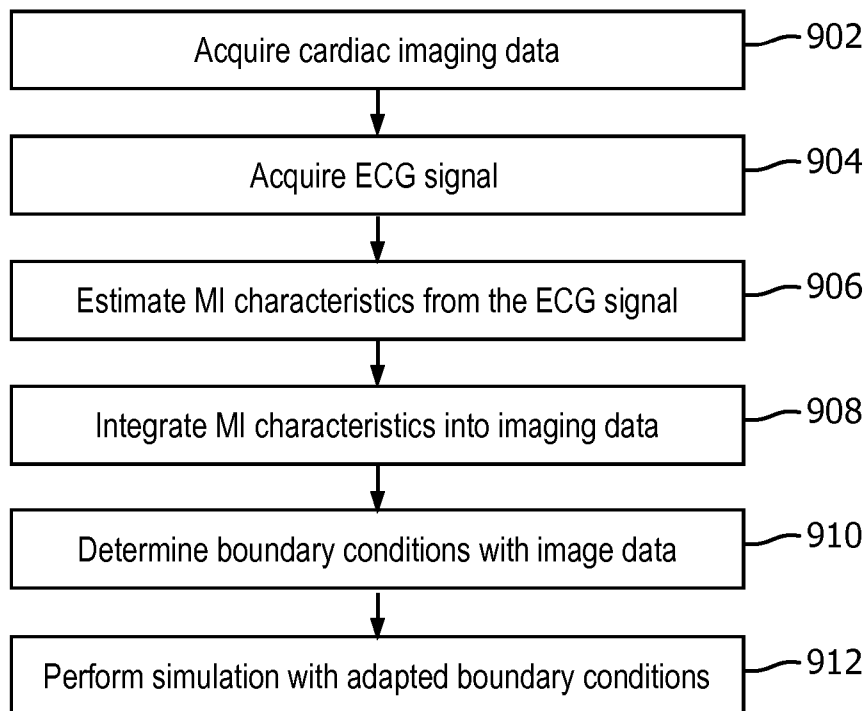 Acquire cardiac imaging data
902
Acquire ECG signal
904
Estimate MI characteristics from the ECG signal
906
Integrate MI characteristics into imaging data
908
Determine boundary conditions with image data
910
Perform simulation with adapted boundary conditions
912